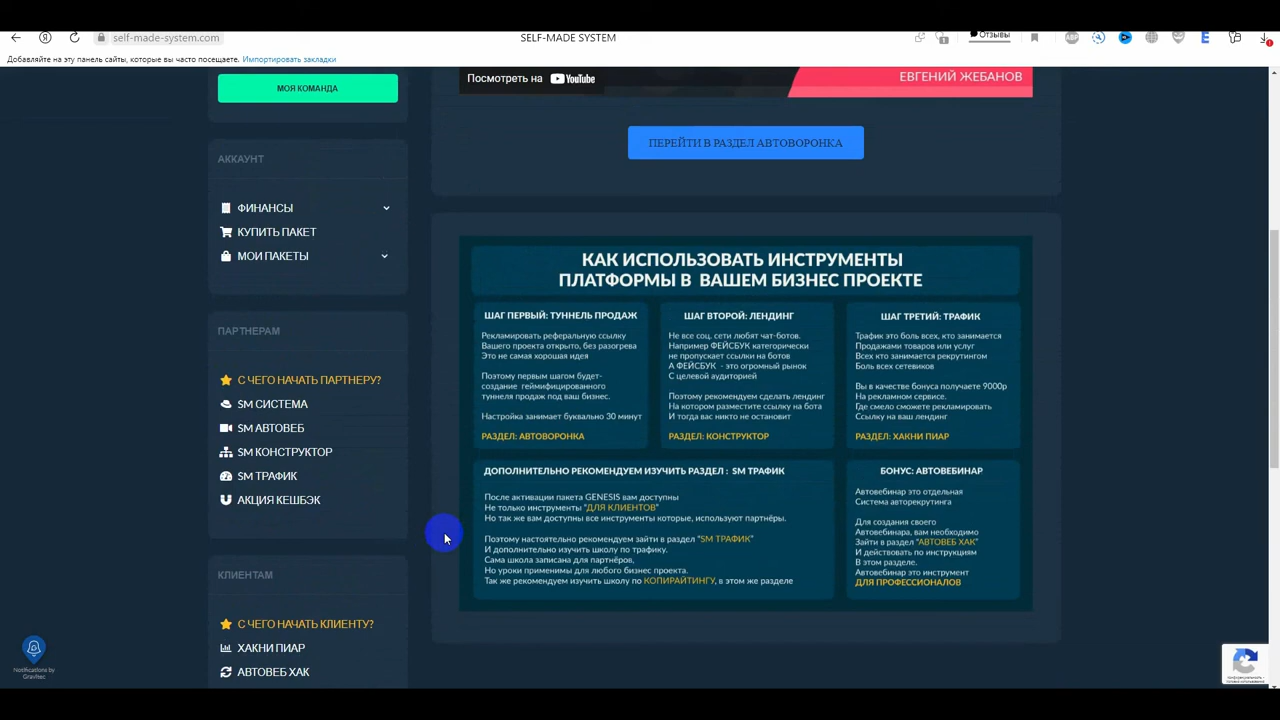 self-made-system.com
SELF-MADE SYSTEM
Отзывы
Добавляйте на эту панель сайты, которые вы часто посещаете. Импортировать закладки
МОЯ КОМАНДА
АККАУНТ
ФИНАНСЫ
КУПИТЬ ПАКЕТ
МОИ ПАКЕТЫ
ПАРТНЕРАМ
С ЧЕГО НАЧАТЬ ПАРТНЕРУ?
SM СИСТЕМА
SM АВТОВЕБ
SM КОНСТРУКТОР
SM ТРАФИК
АКЦИЯ КЕШБЭК
КЛИЕНТАМ
С ЧЕГО НАЧАТЬ КЛИЕНТУ?
ХАКНИ ПИАР
АВТОВЕБ ХАК
Notifications by
Gravitec
Посмотреть на YouTube
ЕВГЕНИЙ ЖЕБАНОВ
ПЕРЕЙТИ В РАЗДЕЛ АВТОВОРОНКА
КАК ИСПОЛЬЗОВАТЬ ИНСТРУМЕНТЫ
ПЛАТФОРМЫ В ВАШЕМ БИЗНЕС ПРОЕКТЕ
ШАГ ПЕРВЫЙ: ТУННЕЛЬ ПРОДАЖ
Рекламировать реферальную ссылку
Вашего проекта открыто, без разогрева
Это не самая хорошая идея
Поэтому первым шагом будет-
создание геймифицированного
туннеля продаж под ваш бизнес.
Настройка занимает буквально 30 минут
РАЗДЕЛ: АВТОВОРОНКА
ШАГ ВТОРОЙ: ЛЕНДИНГ
Не все соц. сети любят чат-ботов.
Например ФЕЙСБУК категорически
не пропускает ссылки на ботов
А ФЕЙСБУК - это огромный рынок
С целевой аудиторией
Поэтому рекомендуем сделать лендинг
На котором разместите ссылку на бота
И тогда вас никто не остановит
РАЗДЕЛ: КОНСТРУКТОР
ШАГ ТРЕТИЙ: ТРАФИК
Трафик это боль всех, кто занимается
Продажами товаров или услуг
Всех кто занимается рекрутингом
Боль всех сетевиков
Вы в качестве бонуса получаете 9000р
На рекламном сервисе.
Где смело сможете рекламировать
Ссылку на ваш лендинг
РАЗДЕЛ: ХАКНИ ПИАР
ДОПОЛНИТЕЛЬНО РЕКОМЕНДУЕМ ИЗУЧИТЬ РАЗДЕЛ : SM ТРАФИК
После активации пакета GENESIS вам доступны
Не только инструменты "ДЛЯ КЛИЕНТОВ"
Но так же вам доступны все инструменты которые, используют партнёры.
Поэтому настоятельно рекомендуем зайти в раздел "SM ТРАФИК"
И дополнительно изучить школу по трафику.
Сама школа записана для партнёров,
Но уроки применимы для любого бизнес проекта.
Так же рекомендуем изучить школу по КОПИРАЙТИНГУ, в этом же разделе
БОНУС: АВТОВЕБИНАР
Автовебинар это отдельная
Система авторекрутинга
Для создания своего
Автовебинара, вам необходимо
Зайти в раздел "АВТОВЕБ ХАК"
И действовать по инструкциям
В этом разделе.
Автовебинар это инструмент
ДЛЯ ПРОФЕССИОНАЛОВ